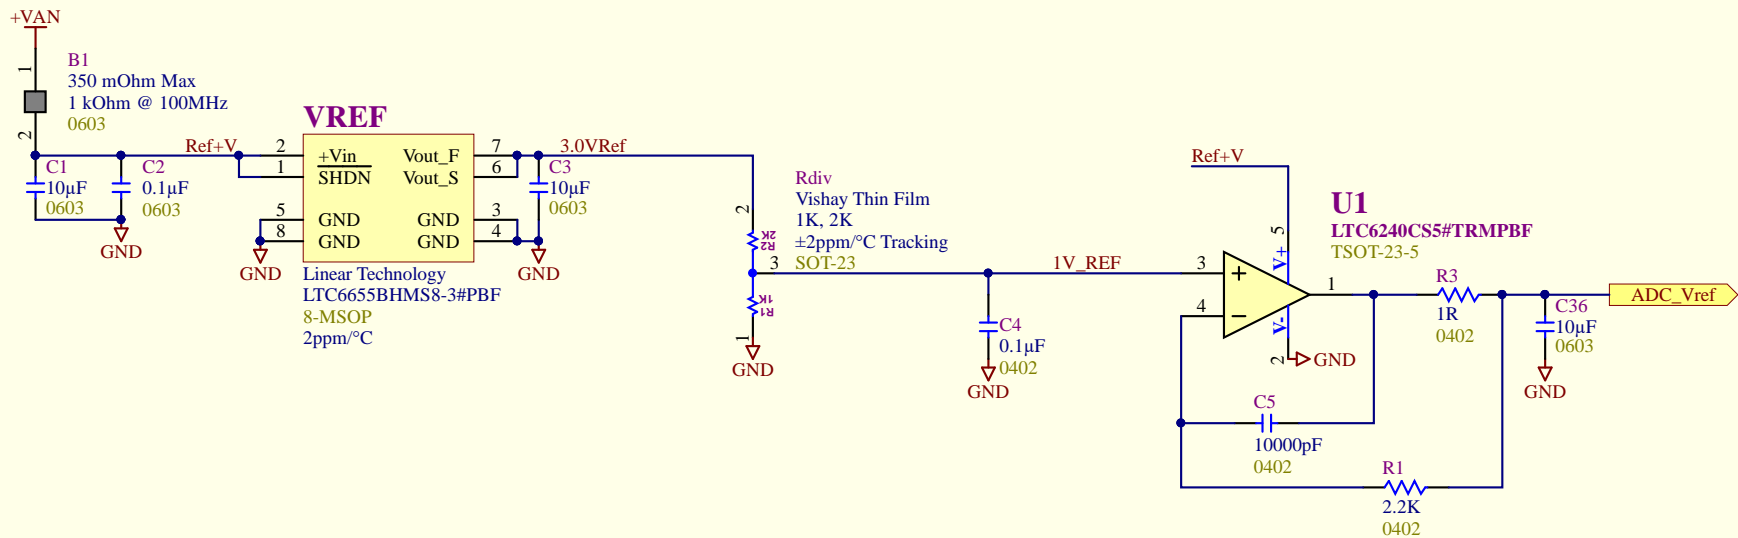 +VAN
1
B1
350 mOhm Max
1 kOhm @ 100MHz
0603
2
C1
10µF
0603
C2
0.1µF
0603
GND
Ref+V
VREF
2
1
5
8
+Vin
SHDN
GND
GND
Vout_F
Vout_S
GND
GND
7
6
3
4
GND
Linear Technology
LTC6655BHMS8-3#PBF
8-MSOP
2ppm/°C
3.0VRef
C3
10µF
0603
GND
Rdiv
Vishay Thin Film
1K, 2K
±2ppm/°C Tracking
SOT-23
2
R2
2K
3
R1
1K
1
GND
1V_REF
C4
0.1µF
0402
GND
Ref+V
U1
LTC6240CS5#TRMPBF
TSOT-23-5
5
V+
3
+
4
−
V-
2
GND
1
R3
1R
0402
ADC_Vref
C36
10µF
0603
GND
C5
10000pF
0402
R1
2.2K
0402